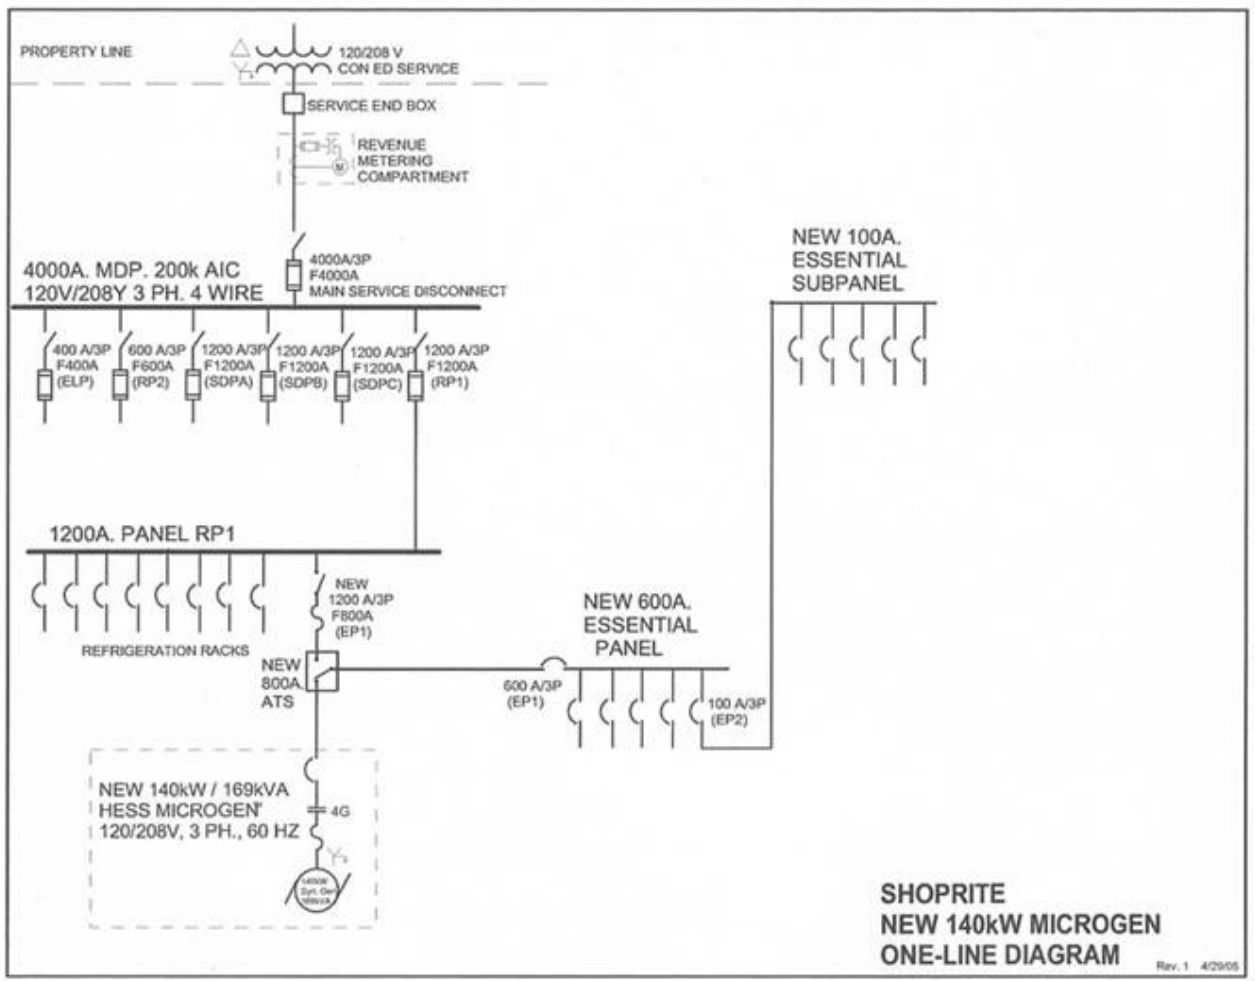 PROPERTY LINE
120/208 V
CON ED SERVICE
SERVICE END BOX
REVENUE
METERING
COMPARTMENT
M
4000A/3P
F4000A
MAIN SERVICE DISCONNECT
4000A. MDP. 200k AIC
120V/208Y 3 PH. 4 WIRE
400 A/3P
F400A
(ELP)
600 A/3P
F600A
(RP2)
1200 A/3P
F1200A
(SDPA)
1200 A/3P
F1200A
(SDPB)
1200 A/3P
F1200A
(SDPC)
1200 A/3P
F1200A
(RP1)
NEW 100A.
ESSENTIAL
SUBPANEL
1200A. PANEL RP1
REFRIGERATION RACKS
NEW
1200 A/3P
F800A
(EP1)
NEW
800A.
ATS
NEW 600A.
ESSENTIAL
PANEL
600 A/3P
(EP1)
100 A/3P
(EP2)
NEW 140kW / 169kVA
HESS MICROGEN
120/208V, 3 PH., 60 HZ
4G
140kW
Syn. Gen
169kVA
SHOPRITE
NEW 140kW MICROGEN
ONE-LINE DIAGRAM
Rev. 1 4/29/05